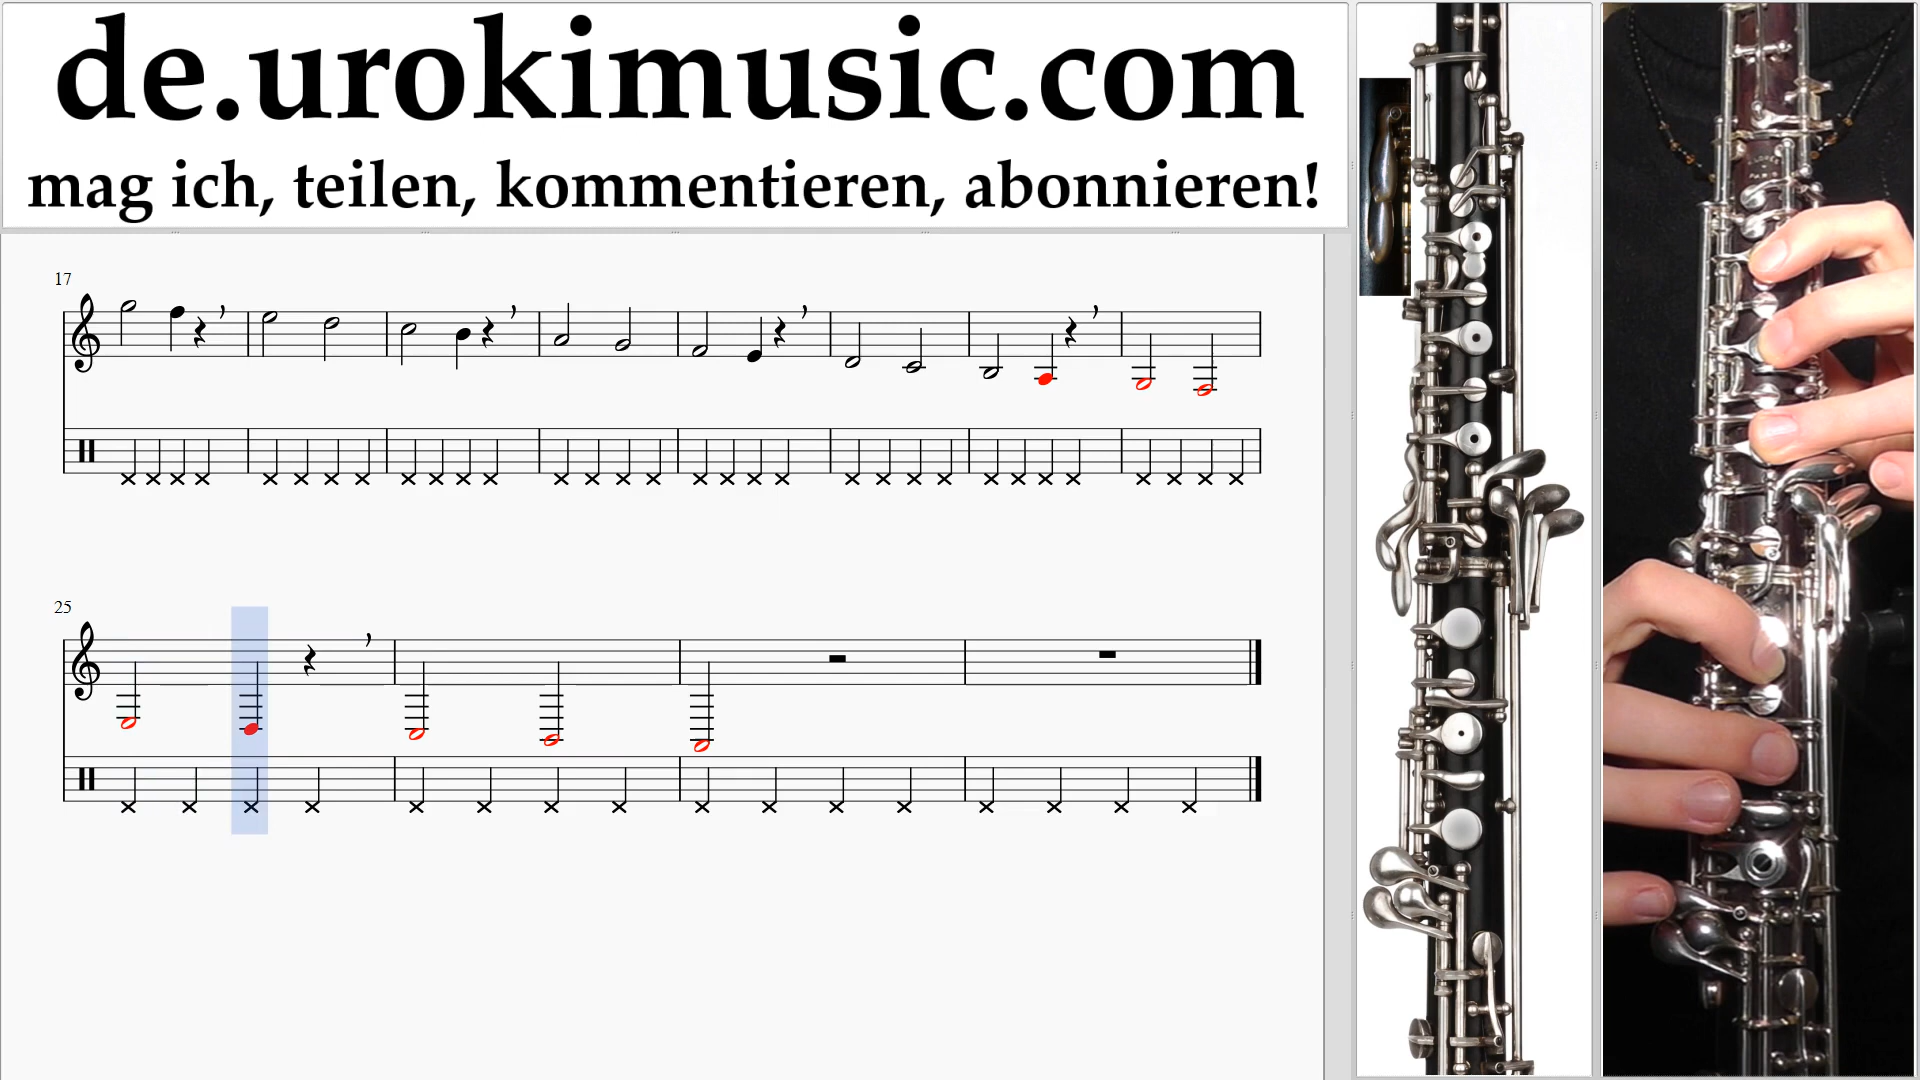 de.urokimusic.com
mag ich, teilen, kommentieren, abonnieren!
17
25